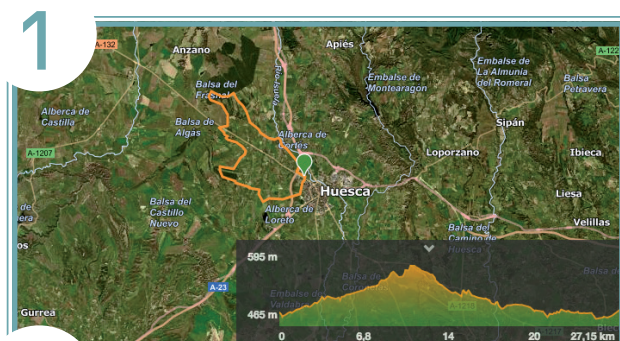 1
A-132
Anzano
Apiés
A-122
Embalse de
La Almunia
del Romeral
Balsa del
Fresnal
Embalse de
Montearagon
Balsa
Petravera
Alberca de
Castilla
Balsa de
Algas
Alberca de
Cortés
Sipán
A-1207
Loporzano
Ibieca
Huesca
Liesa
Balsa del
Castillo
Nuevo
Alberca de
Loreto
Velillas
Balsa del
Camino de
Huesca
595 m
A-23
Gurrea
465 m
0
6,8
14
20
27,15 km